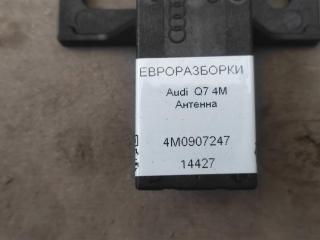 ЕВРОРАЗБОРКИ
Audi Q7 4M
Антенна
4M0907247
14427